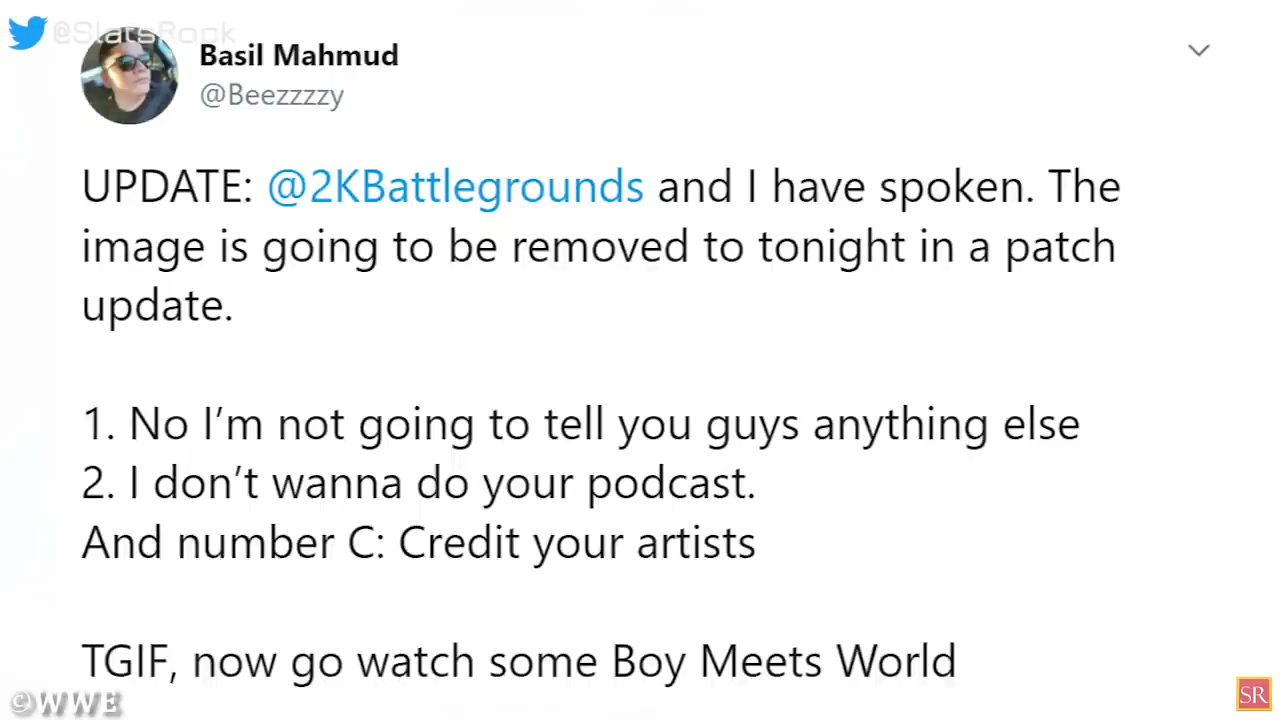 @SlatsRock
Basil Mahmud
@Beezzzzy
UPDATE: @2KBattlegrounds and I have spoken. The
image is going to be removed to tonight in a patch
update.
1. No I’m not going to tell you guys anything else
2. I don’t wanna do your podcast.
And number C: Credit your artists
TGIF, now go watch some Boy Meets World
©WWE
SR